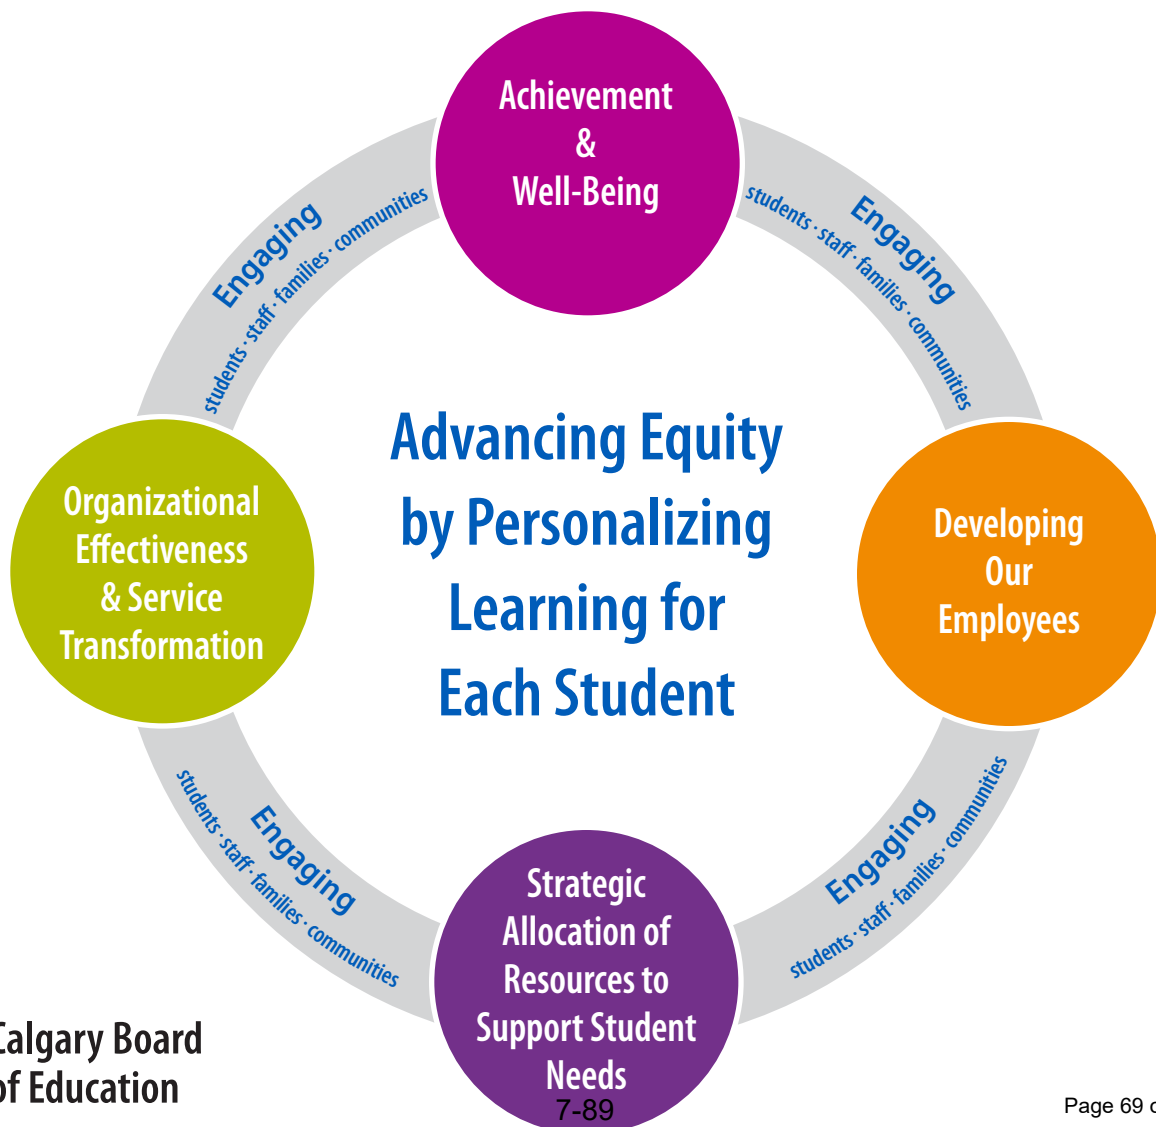 Achievement
&
Well-Being
Engaging
students · staff · families · communities
Engaging
students · staff · families · communities
Advancing Equity
by Personalizing
Learning for
Each Student
Organizational
Effectiveness
& Service
Transformation
Developing
Our
Employees
Engaging
students · staff · families · communities
Engaging
students · staff · families · communities
Strategic
Allocation of
Resources to
Support Student
Needs
Calgary Board
of Education
7-89
Page 69 o